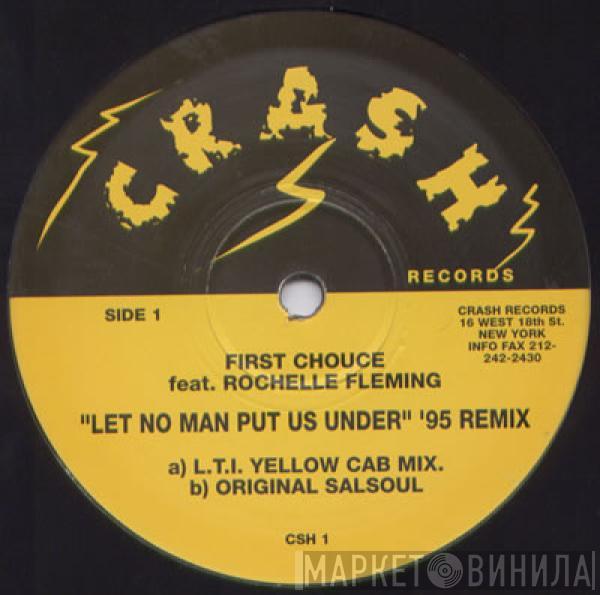 CRASH
RECORDS
SIDE 1
CRASH RECORDS
16 WEST 18th St.
NEW YORK
INFO FAX 212-
242-2430
FIRST CHOUCE
feat. ROCHELLE FLEMING
"LET NO MAN PUT US UNDER" '95 REMIX
a) L.T.I. YELLOW CAB MIX.
b) ORIGINAL SALSOUL
CSH 1
МАРКЕТ ВИНИЛА